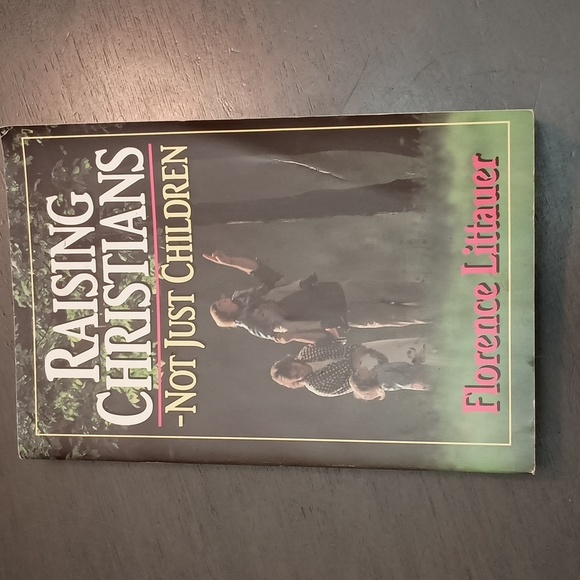 RAISING
CHRISTIANS
-NOT JUST CHILDREN
Florence Littauer